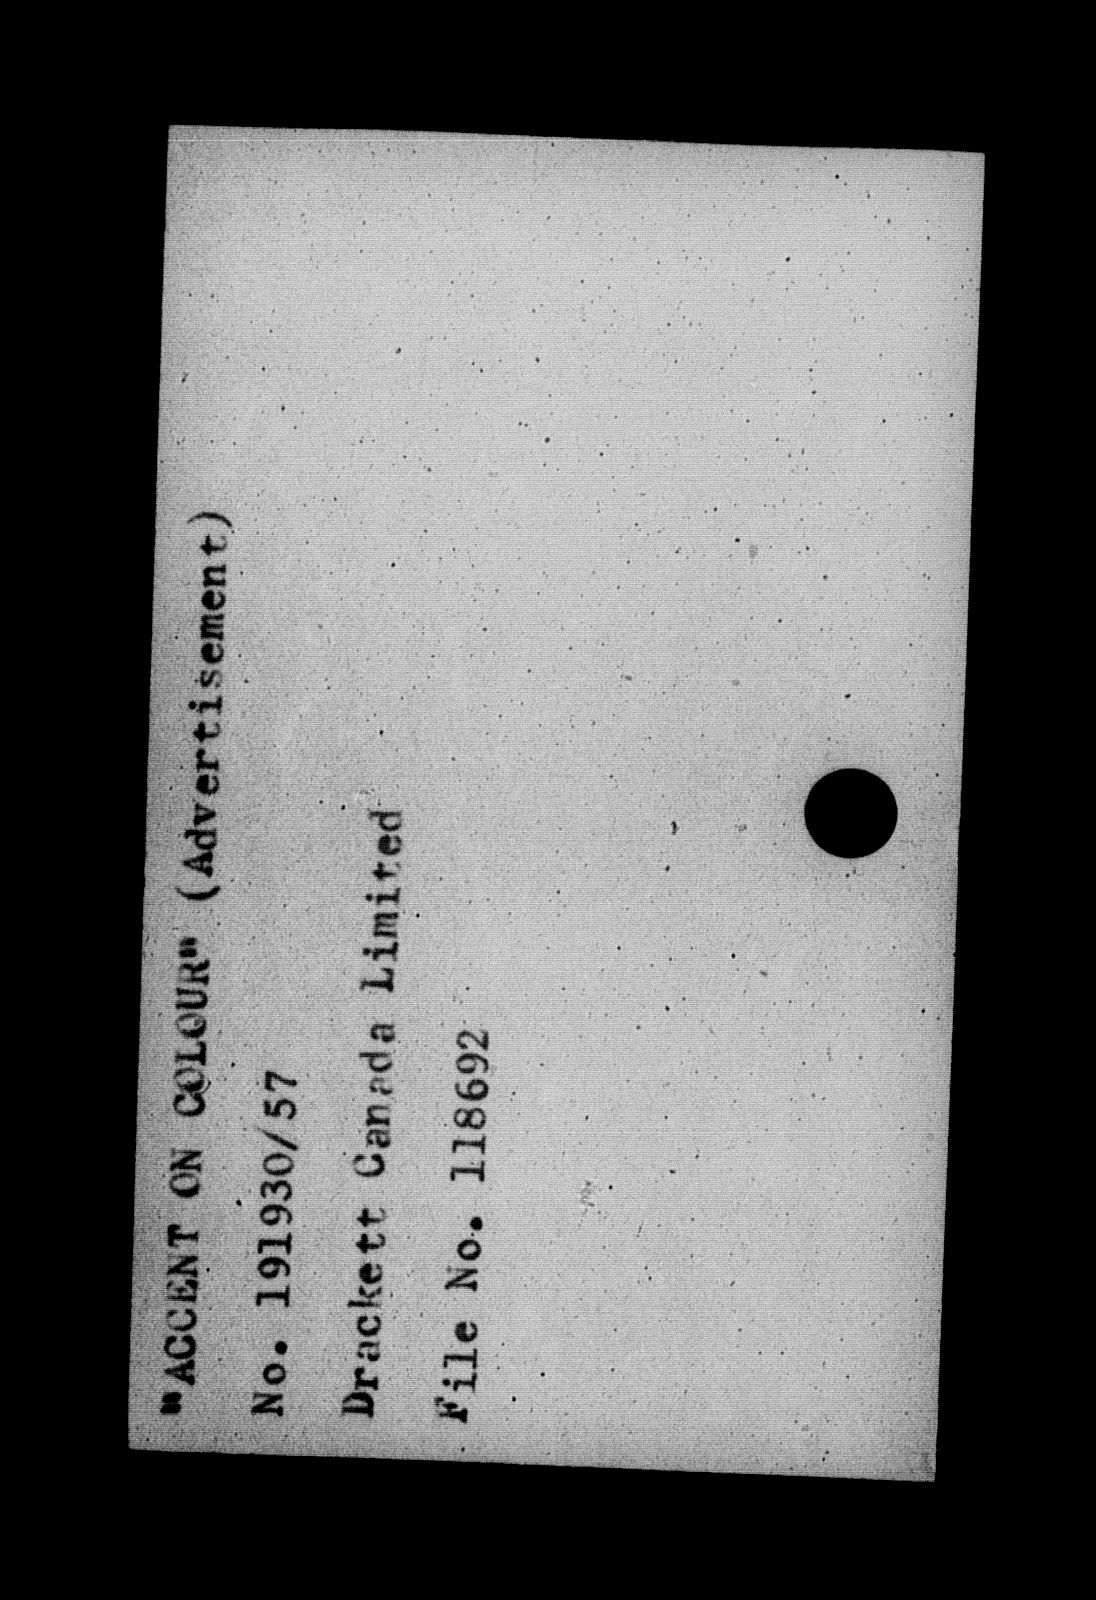 "ACCENT ON COLOUR" (Advertisement)
No. 191930/57
Drackett Canada Limited
File No. 118692